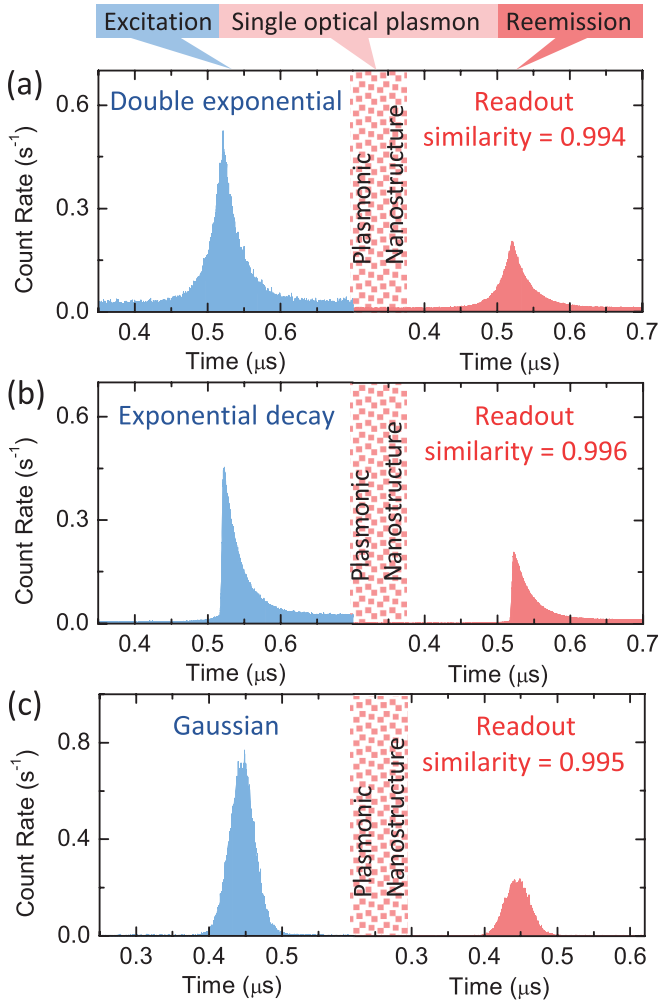 Excitation Single optical plasmon Reemission
(a)
Double exponential
Readout
similarity = 0.994
Plasmonic
Nanostructure
Count Rate (s⁻¹)
0.6
0.3
0.0
0.4 0.5 0.6 0.4 0.5 0.6 0.7
Time (μs) Time (μs)
(b)
Exponential decay
Readout
similarity = 0.996
Plasmonic
Nanostructure
Count Rate (s⁻¹)
0.6
0.3
0.0
0.4 0.5 0.6 0.4 0.5 0.6 0.7
Time (μs) Time (μs)
(c)
Gaussian
Readout
similarity = 0.995
Plasmonic
Nanostructure
Count Rate (s⁻¹)
0.8
0.4
0.0
0.3 0.4 0.5 0.3 0.4 0.5 0.6
Time (μs) Time (μs)